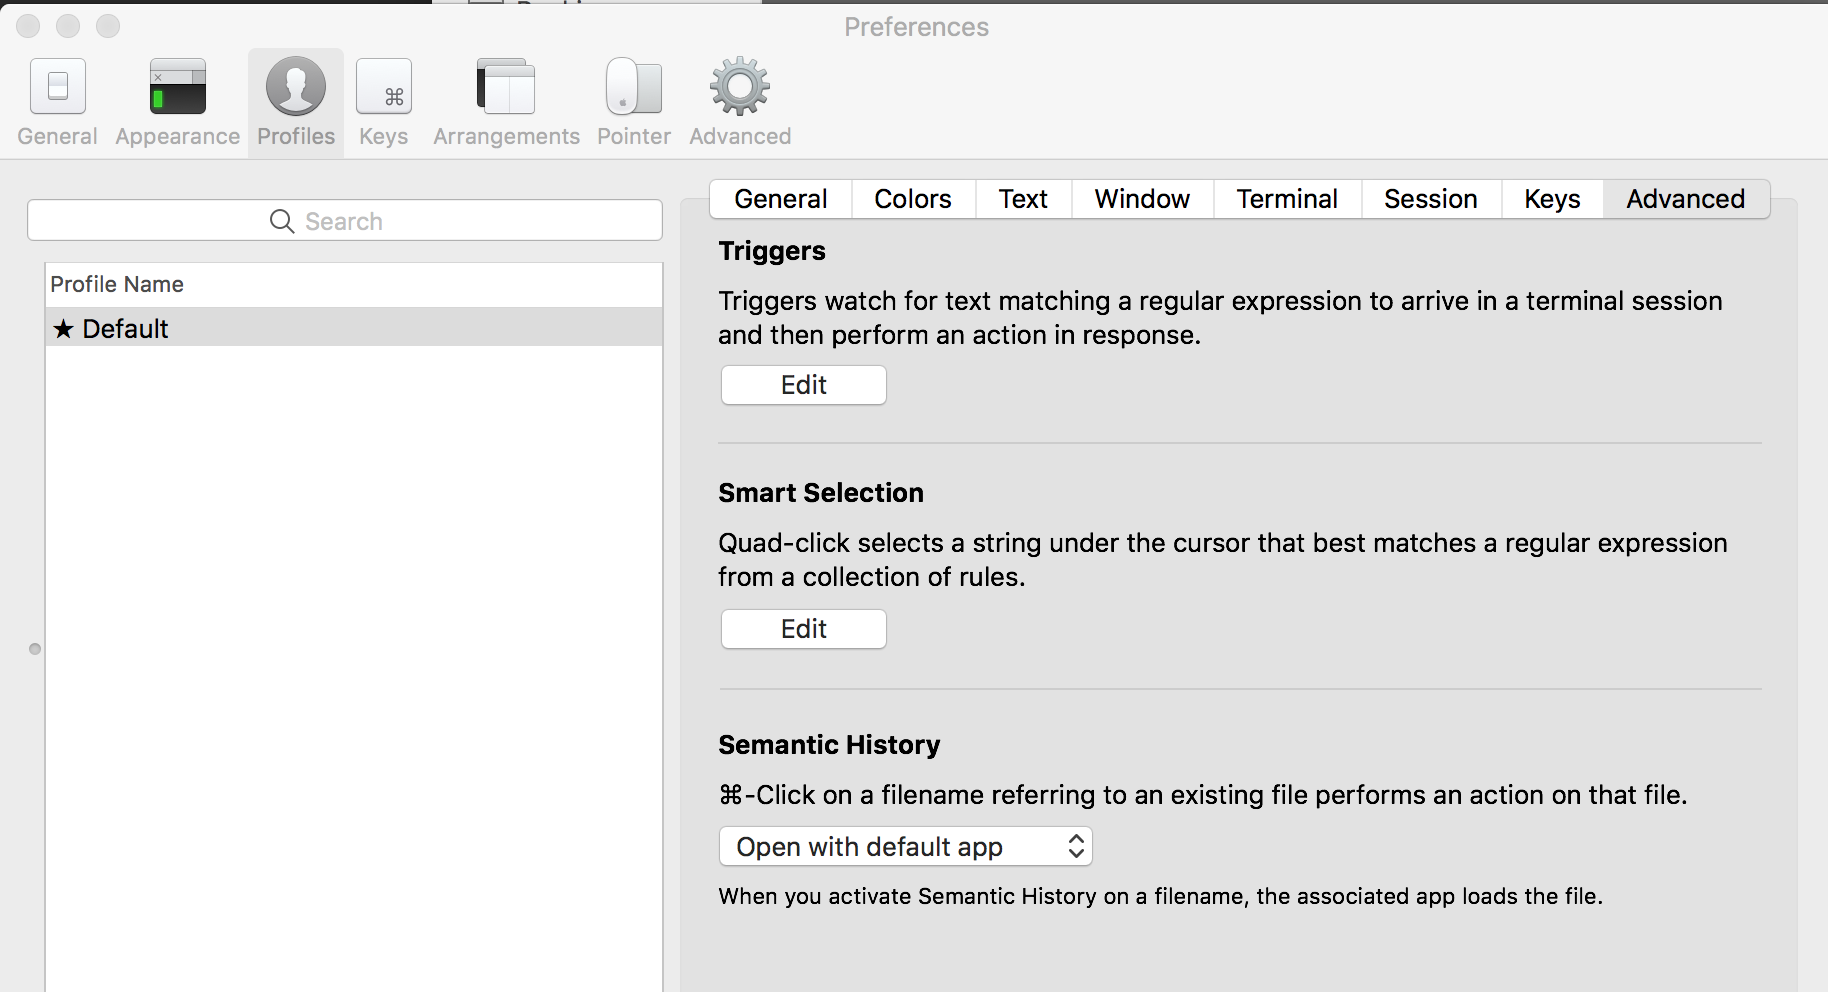 Preferences
General Appearance Profiles Keys Arrangements Pointer Advanced
Search
Profile Name
★ Default
General Colors Text Window Terminal Session Keys Advanced
Triggers
Triggers watch for text matching a regular expression to arrive in a terminal session
and then perform an action in response.
Edit
Smart Selection
Quad-click selects a string under the cursor that best matches a regular expression
from a collection of rules.
Edit
Semantic History
⌘-Click on a filename referring to an existing file performs an action on that file.
Open with default app
When you activate Semantic History on a filename, the associated app loads the file.